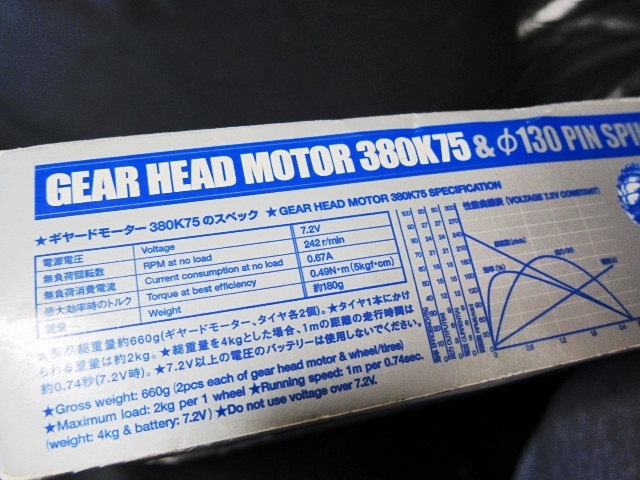 GEAR HEAD MOTOR 380K75 & φ130 PIN SPI
★ギヤードモーター 380K75 のスペック ★GEAR HEAD MOTOR 380K75 SPECIFICATION
電源電圧 Voltage 7.2V
無負荷回転数 RPM at no load 242 r/min
無負荷消費電流 Current consumption at no load 0.67A
最大効率時のトルク Torque at best efficiency 0.49N・m (5kgf・cm)
重量 Weight 約180g
(VOLTAGE 7.2V CONSTANT)
★製品総重量約660g(ギヤードモーター、タイヤ各2個)。★タイヤ1本にかけ
られる重量は約2kg。★総重量を4kgとした場合、1mの距離の走行時間は
約0.74秒(7.2V時)。★7.2V以上の電圧のバッテリーは使用しないでください。
★Gross weight: 660g (2pcs each of gear head motor & wheel/tires)
★Maximum load: 2kg per 1 wheel ★Running speed: 1m per 0.74sec.
(weight: 4kg & battery: 7.2V) ★Do not use voltage over 7.2V.